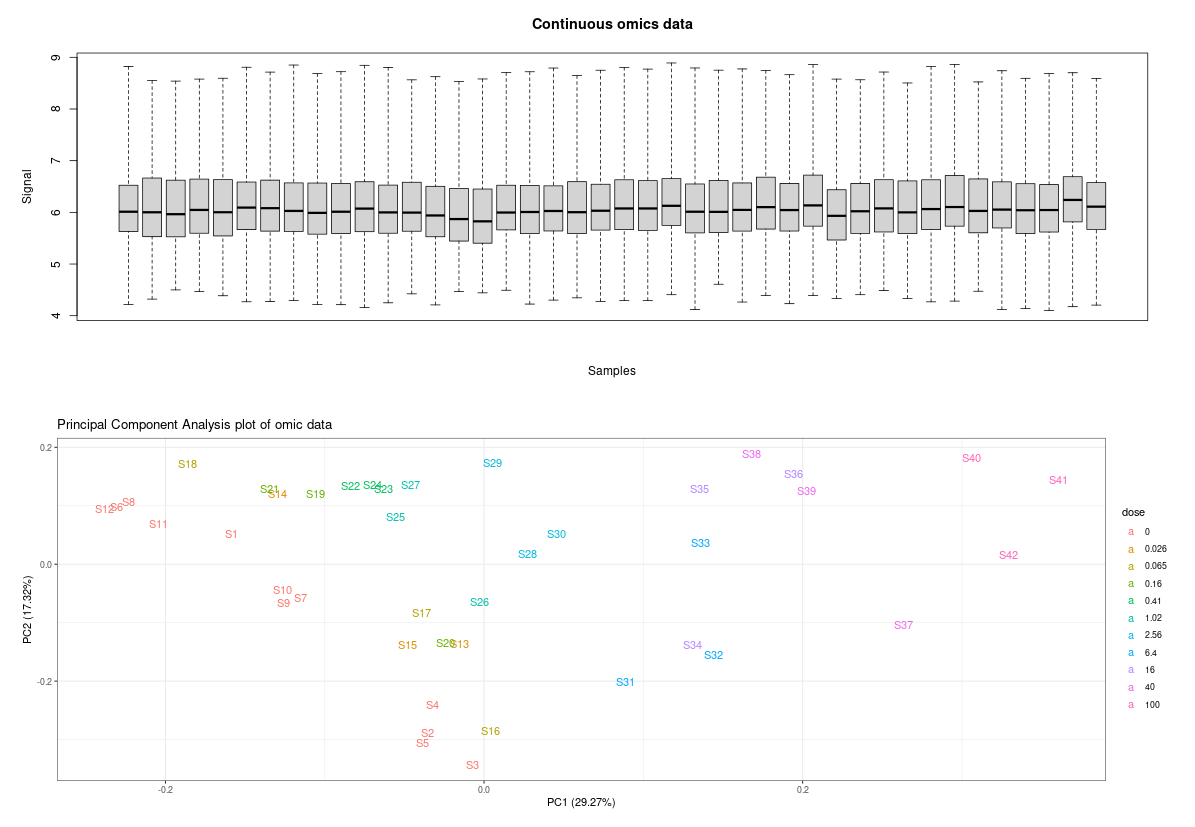 Continuous omics data
9
8
7
6
5
4
Signal
Samples
Principal Component Analysis plot of omic data
0.2
0.0
-0.2
PC2 (17.32%)
S38
S40
S18
S29
S36
S41
S21
S14
S19
S22
S24
S23
S27
S35
S39
S12
S6
S8
S11
S25
S1
S30
S33
S28
S42
S10
S9
S7
S26
S17
S37
S15
S20
S13
S34
S32
S31
S4
S2
S5
S16
S3
-0.2
0.0
0.2
PC1 (29.27%)
dose
a 0
a 0.026
a 0.065
a 0.16
a 0.41
a 1.02
a 2.56
a 6.4
a 16
a 40
a 100